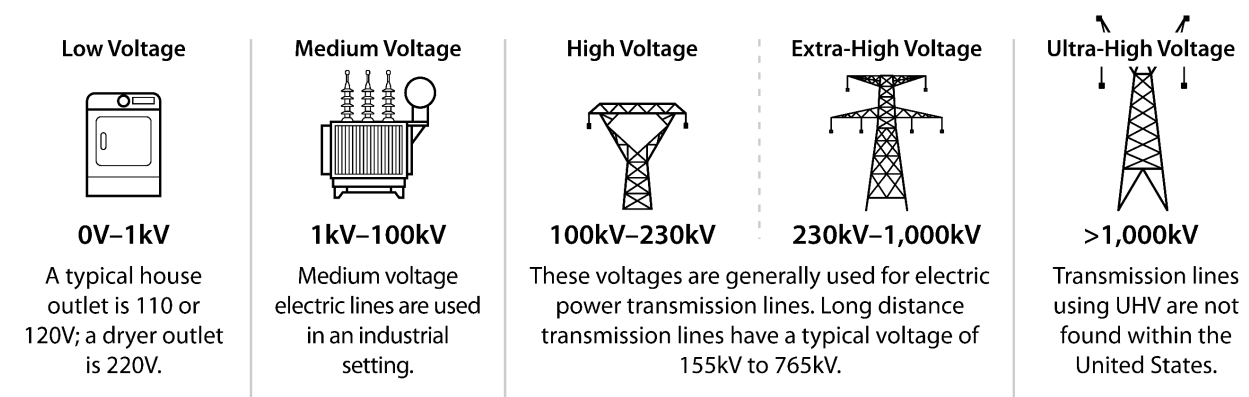 Low Voltage
0V–1kV
A typical house
outlet is 110 or
120V; a dryer outlet
is 220V.
Medium Voltage
1kV–100kV
Medium voltage
electric lines are used
in an industrial
setting.
High Voltage
100kV–230kV
Extra-High Voltage
230kV–1,000kV
These voltages are generally used for electric
power transmission lines. Long distance
transmission lines have a typical voltage of
155kV to 765kV.
Ultra-High Voltage
>1,000kV
Transmission lines
using UHV are not
found within the
United States.